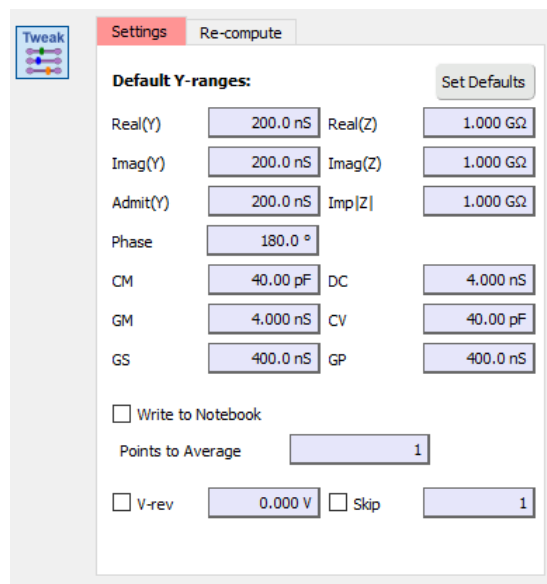 Tweak
Settings Re-compute
Default Y-ranges: Set Defaults
Real(Y) 200.0 nS Real(Z) 1.000 GΩ
Imag(Y) 200.0 nS Imag(Z) 1.000 GΩ
Admit(Y) 200.0 nS Imp|Z| 1.000 GΩ
Phase 180.0 °
CM 40.00 pF DC 4.000 nS
GM 4.000 nS CV 40.00 pF
GS 400.0 nS GP 400.0 nS
Write to Notebook
Points to Average 1
V-rev 0.000 V Skip 1